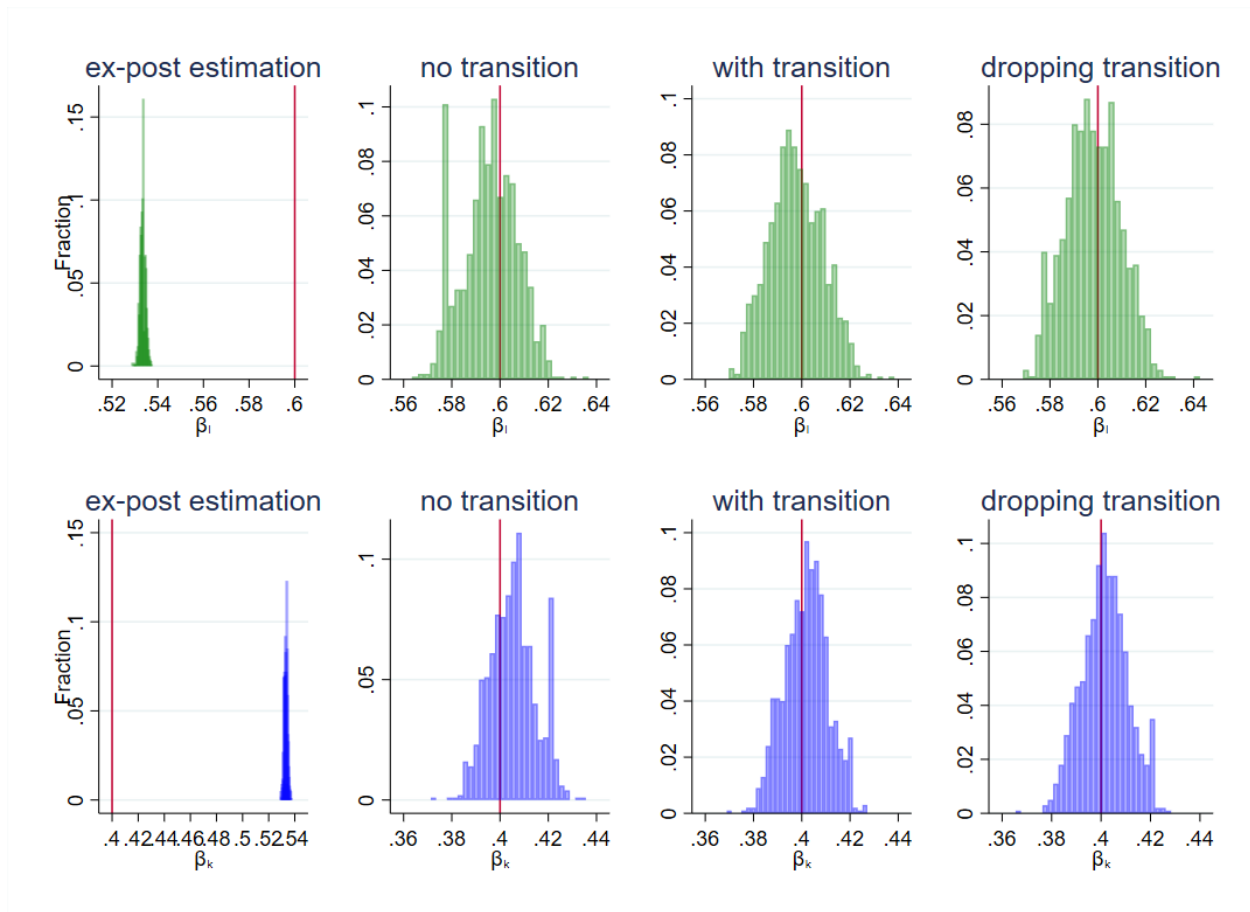 ex-post estimation
Fraction
0 .05 .1 .15
.52 .54 .56 .58 .6
βₗ
no transition
0 .02 .04 .06 .08 .1
.56 .58 .6 .62 .64
βₗ
with transition
0 .02 .04 .06 .08 .1
.56 .58 .6 .62 .64
βₗ
dropping transition
0 .02 .04 .06 .08
.56 .58 .6 .62 .64
βₗ
ex-post estimation
Fraction
0 .05 .1 .15
.4 .42 .44 .46 .48 .5 .52 .54
βₖ
no transition
0 .05 .1
.36 .38 .4 .42 .44
βₖ
with transition
0 .02 .04 .06 .08 .1
.36 .38 .4 .42 .44
βₖ
dropping transition
0 .02 .04 .06 .08 .1
.36 .38 .4 .42 .44
βₖ